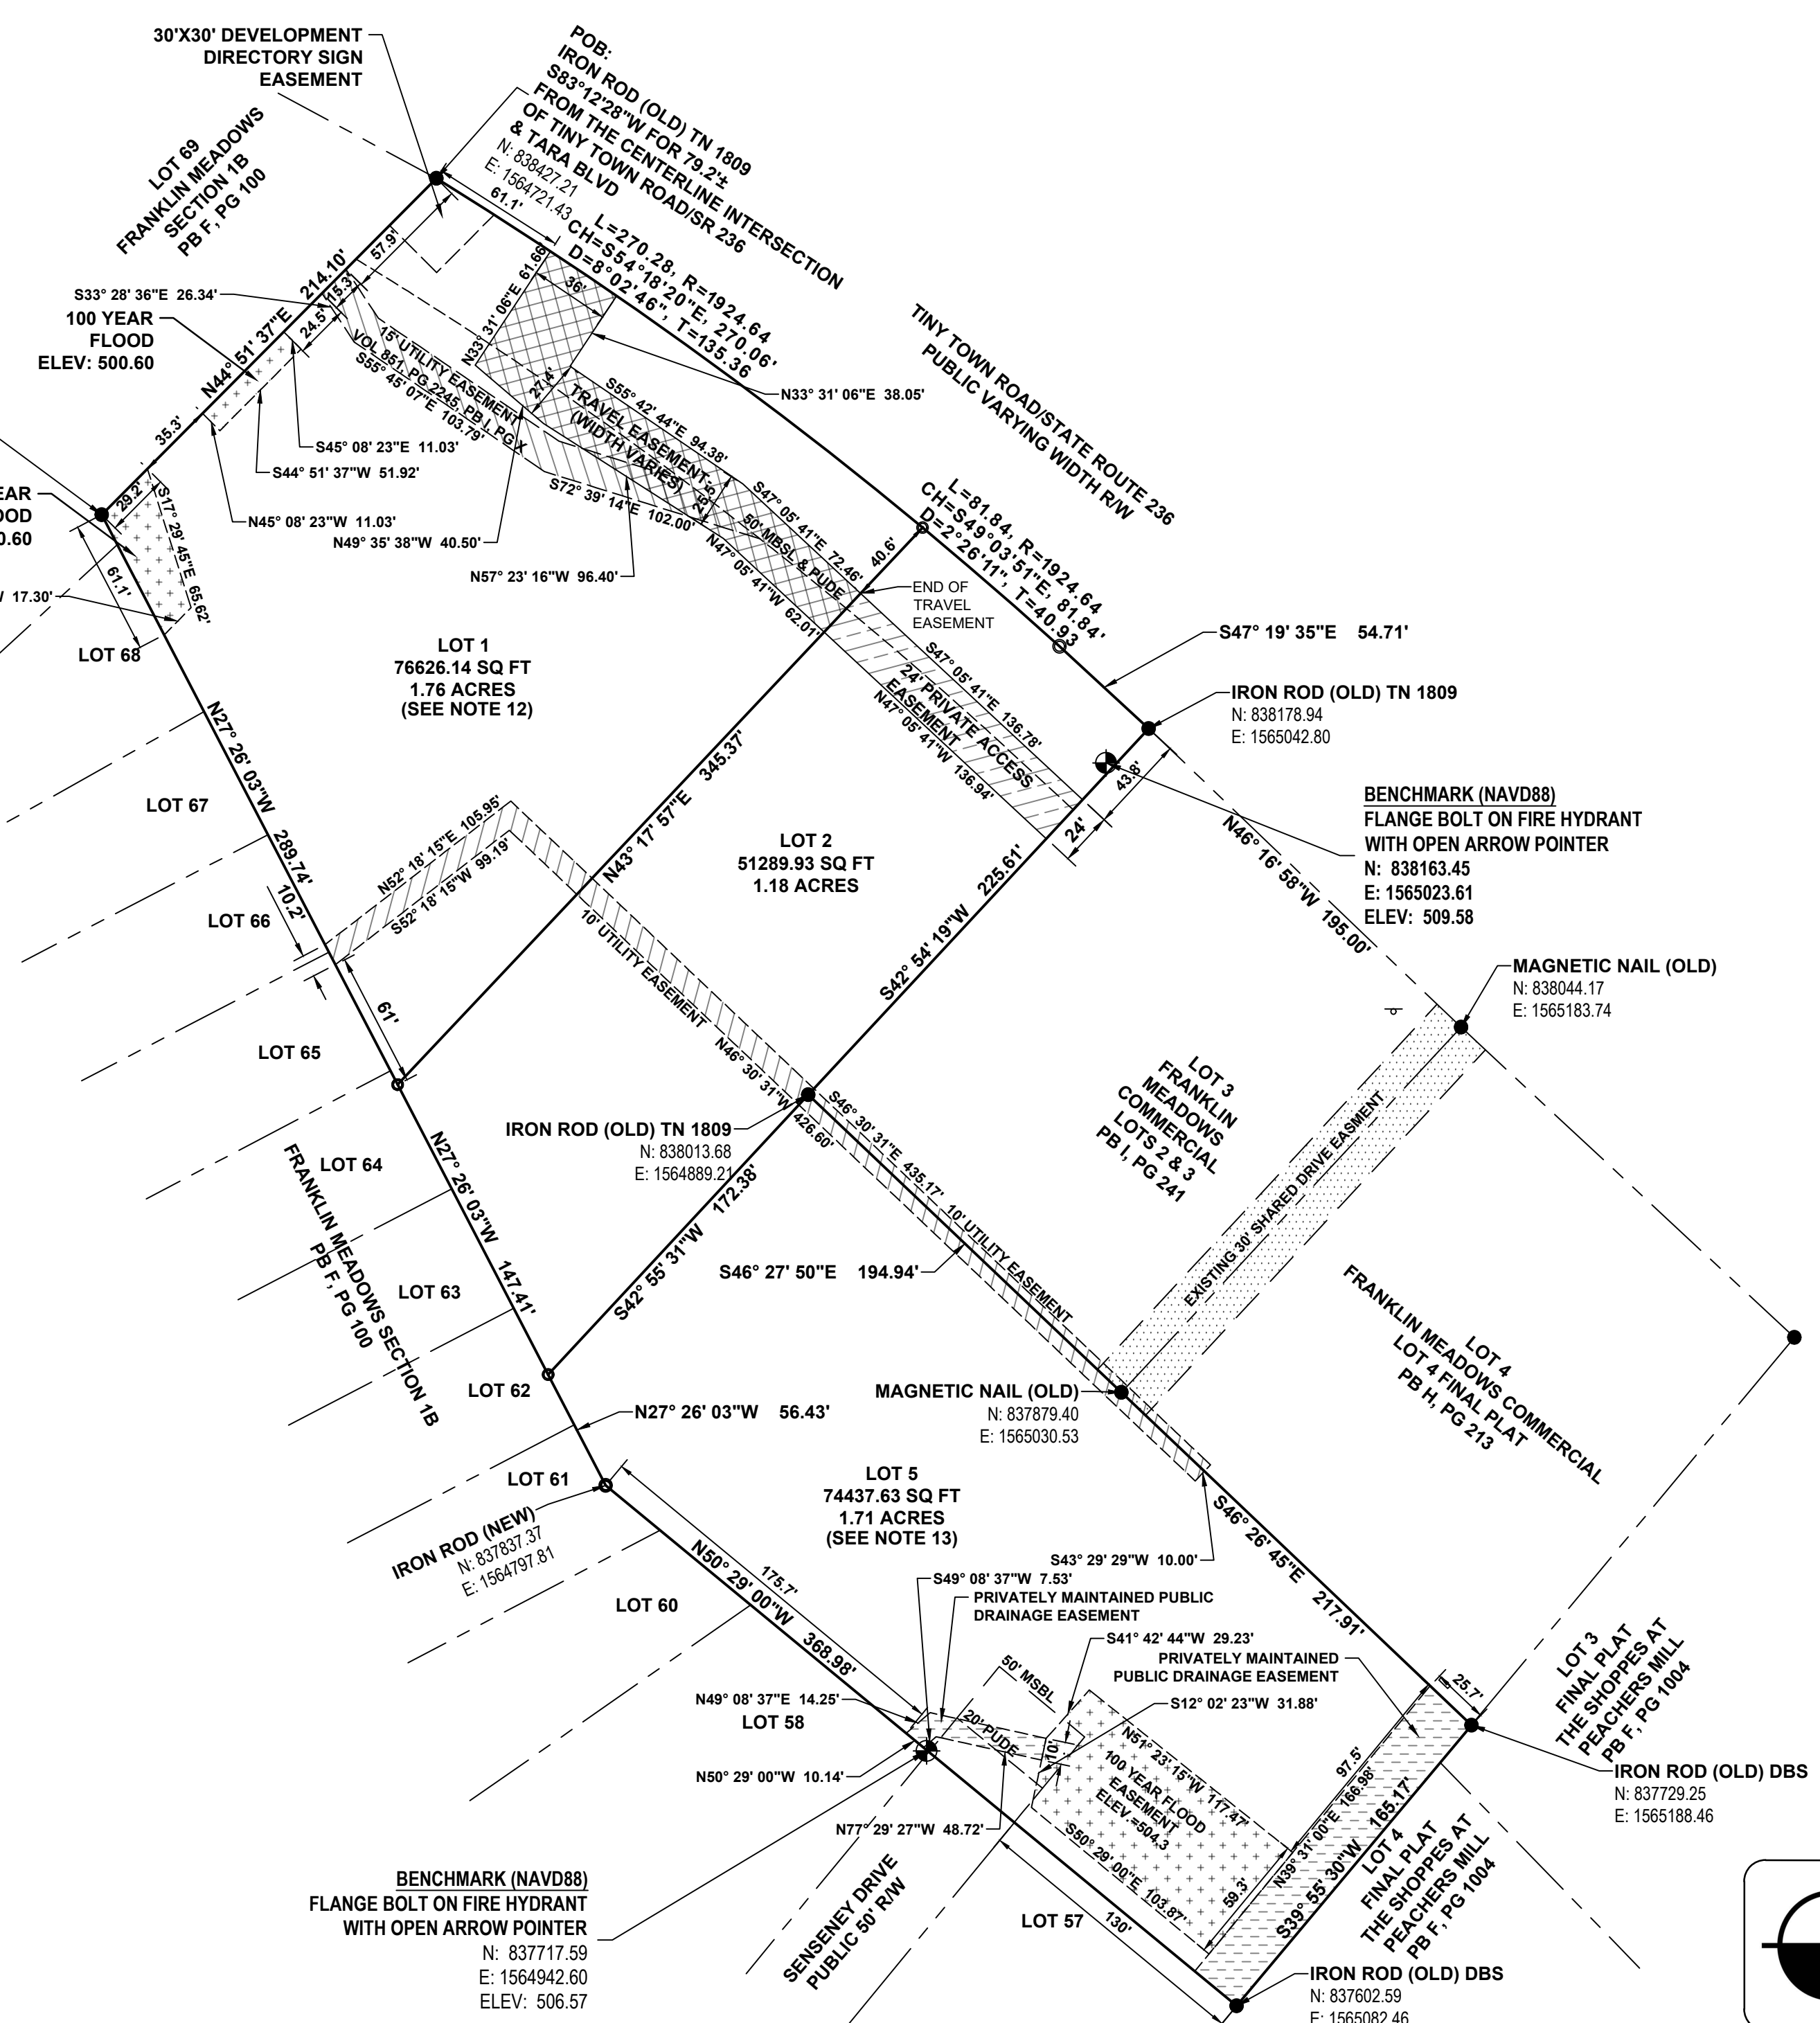 30'X30' DEVELOPMENT
DIRECTORY SIGN
EASEMENT
POB:
IRON ROD (OLD) TN 1809
S83°12'28"W FOR 79.2'±
FROM THE CENTERLINE INTERSECTION
OF TINY TOWN ROAD/SR 236
& TARA BLVD
N: 838427.21
E: 1564721.43
LOT 69
FRANKLIN MEADOWS
SECTION 1B
PB F, PG 100
61.1'
L=270.28, R=1924.64
CH=S54°18'20"E, 270.06'
D=8°02'46", T=135.36
57.9'
N44° 51' 37"E 214.10'
S33° 28' 36"E 26.34'
15.3'
24.5'
100 YEAR
FLOOD
ELEV: 500.60
N33° 31' 06"E 61.66'
36'
TINY TOWN ROAD/STATE ROUTE 236
PUBLIC VARYING WIDTH R/W
15' UTILITY EASEMENT
VOL 851, PG 2245, PB I, PG X
S55° 45' 07"E 103.79'
27.4'
N33° 31' 06"E 38.05'
S55° 42' 44"E 94.38'
TRAVEL EASEMENT
(WIDTH VARIES)
35.3'
S45° 08' 23"E 11.03'
S44° 51' 37"W 51.92'
N45° 08' 23"W 11.03'
N49° 35' 38"W 40.50'
N57° 23' 16"W 96.40'
S72° 39' 14"E 102.00'
25.5'
S47° 05' 41"E 72.46'
50' MBSL & PUDE
N47° 05' 41"W 62.01'
40.6'
L=81.84, R=1924.64
CH=S49°03'51"E, 81.84'
D=2°26'11", T=40.93
EAR
OOD
0.60
29.2'
S17° 29' 45"E 65.62'
61.1'
17.30'
END OF
TRAVEL
EASEMENT
S47° 19' 35"E 54.71'
LOT 68
LOT 1
76626.14 SQ FT
1.76 ACRES
(SEE NOTE 12)
S47° 05' 41"E 136.78'
24' PRIVATE ACCESS
EASEMENT
N47° 05' 41"W 136.94'
IRON ROD (OLD) TN 1809
N: 838178.94
E: 1565042.80
43.8'
24'
BENCHMARK (NAVD88)
FLANGE BOLT ON FIRE HYDRANT
WITH OPEN ARROW POINTER
N: 838163.45
E: 1565023.61
ELEV: 509.58
N46° 16' 58"W 195.00'
LOT 67
N27° 26' 03"W 289.74'
N43° 17' 57"E 345.37'
LOT 2
51289.93 SQ FT
1.18 ACRES
S42° 54' 19"W 225.61'
N52° 18' 15"E 105.95'
S52° 18' 15"W 99.19'
10.2'
LOT 66
10' UTILITY EASEMENT
MAGNETIC NAIL (OLD)
N: 838044.17
E: 1565183.74
61'
LOT 65
N46° 30' 31"W 426.60'
S46° 30' 31"E 435.17'
10' UTILITY EASEMENT
LOT 3
FRANKLIN
MEADOWS
COMMERCIAL
LOTS 2 & 3
PB I, PG 241
EXISTING 30' SHARED DRIVE EASMENT
IRON ROD (OLD) TN 1809
N: 838013.68
E: 1564889.21
LOT 64
FRANKLIN MEADOWS SECTION 1B
PB F, PG 100
N27° 26' 03"W 147.41'
S42° 55' 31"W 172.38'
S46° 27' 50"E 194.94'
LOT 63
LOT 4
FRANKLIN MEADOWS COMMERCIAL
LOT 4 FINAL PLAT
PB H, PG 213
LOT 62
N27° 26' 03"W 56.43'
MAGNETIC NAIL (OLD)
N: 837879.40
E: 1565030.53
LOT 61
LOT 5
74437.63 SQ FT
1.71 ACRES
(SEE NOTE 13)
IRON ROD (NEW)
N: 837837.37
E: 1564797.81
S46° 26' 45"E 217.91'
S43° 29' 29"W 10.00'
175.7'
N50° 29' 00"W 368.98'
S49° 08' 37"W 7.53'
PRIVATELY MAINTAINED PUBLIC
DRAINAGE EASEMENT
LOT 60
S41° 42' 44"W 29.23'
PRIVATELY MAINTAINED
PUBLIC DRAINAGE EASEMENT
50' MSBL
S12° 02' 23"W 31.88'
25.7'
LOT 3
FINAL PLAT
THE SHOPPES AT
PEACHERS MILL
PB F, PG 1004
N49° 08' 37"E 14.25'
LOT 58
20' PUDE
10'
N51° 23' 15"W 117.47'
100 YEAR FLOOD
EASEMENT
ELEV.=504.3
97.5'
N39° 31' 00"E 166.98'
S39° 55' 30"W 165.17'
N50° 29' 00"W 10.14'
IRON ROD (OLD) DBS
N: 837729.25
E: 1565188.46
N77° 29' 27"W 48.72'
S50° 29' 00"E 103.87'
59.3'
LOT 4
FINAL PLAT
THE SHOPPES AT
PEACHERS MILL
PB F, PG 1004
BENCHMARK (NAVD88)
FLANGE BOLT ON FIRE HYDRANT
WITH OPEN ARROW POINTER
N: 837717.59
E: 1564942.60
ELEV: 506.57
SENSENEY DRIVE
PUBLIC 50' R/W
LOT 57
130'
IRON ROD (OLD) DBS
N: 837602.59
E: 1565082.46